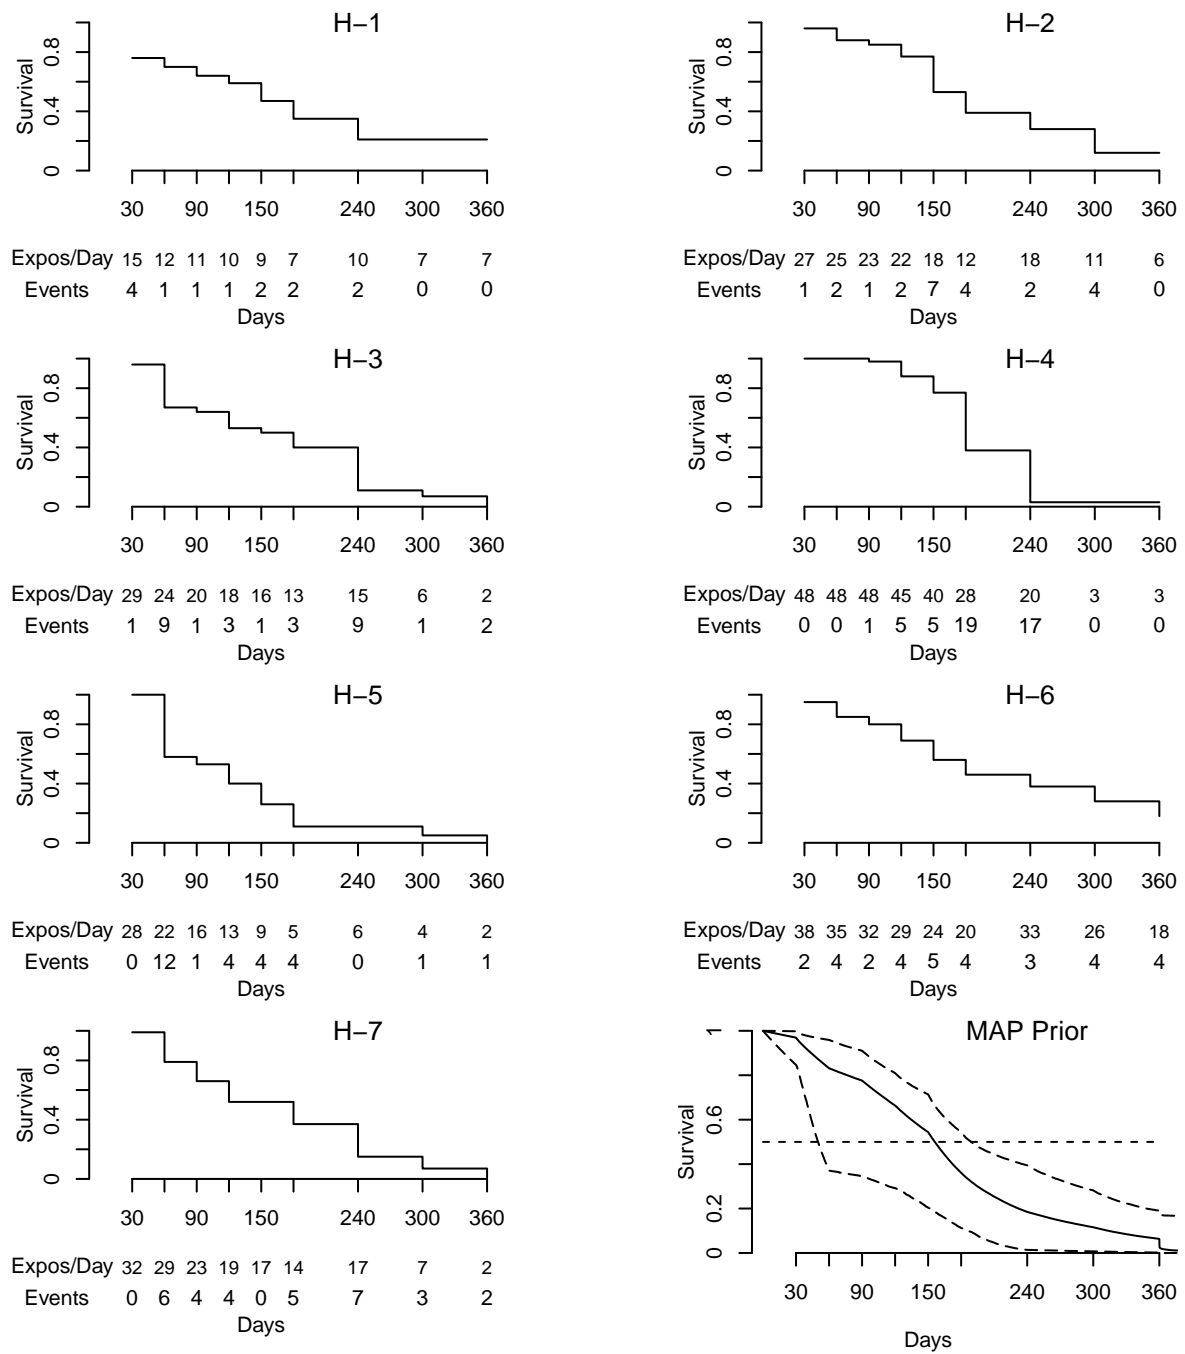 H–1
Survival
0 0.4 0.8
30 90 150 240 300 360
Expos/Day 15 12 11 10 9 7 10 7 7
Events 4 1 1 1 2 2 2 0 0
Days
H–2
Survival
0 0.4 0.8
30 90 150 240 300 360
Expos/Day 27 25 23 22 18 12 18 11 6
Events 1 2 1 2 7 4 2 4 0
Days
H–3
Survival
0 0.4 0.8
30 90 150 240 300 360
Expos/Day 29 24 20 18 16 13 15 6 2
Events 1 9 1 3 1 3 9 1 2
Days
H–4
Survival
0 0.4 0.8
30 90 150 240 300 360
Expos/Day 48 48 48 45 40 28 20 3 3
Events 0 0 1 5 5 19 17 0 0
Days
H–5
Survival
0 0.4 0.8
30 90 150 240 300 360
Expos/Day 28 22 16 13 9 5 6 4 2
Events 0 12 1 4 4 4 0 1 1
Days
H–6
Survival
0 0.4 0.8
30 90 150 240 300 360
Expos/Day 38 35 32 29 24 20 33 26 18
Events 2 4 2 4 5 4 3 4 4
Days
H–7
Survival
0 0.4 0.8
30 90 150 240 300 360
Expos/Day 32 29 23 19 17 14 17 7 2
Events 0 6 4 4 0 5 7 3 2
Days
MAP Prior
Survival
0 0.2 0.6 1
30 90 150 240 300 360
Days